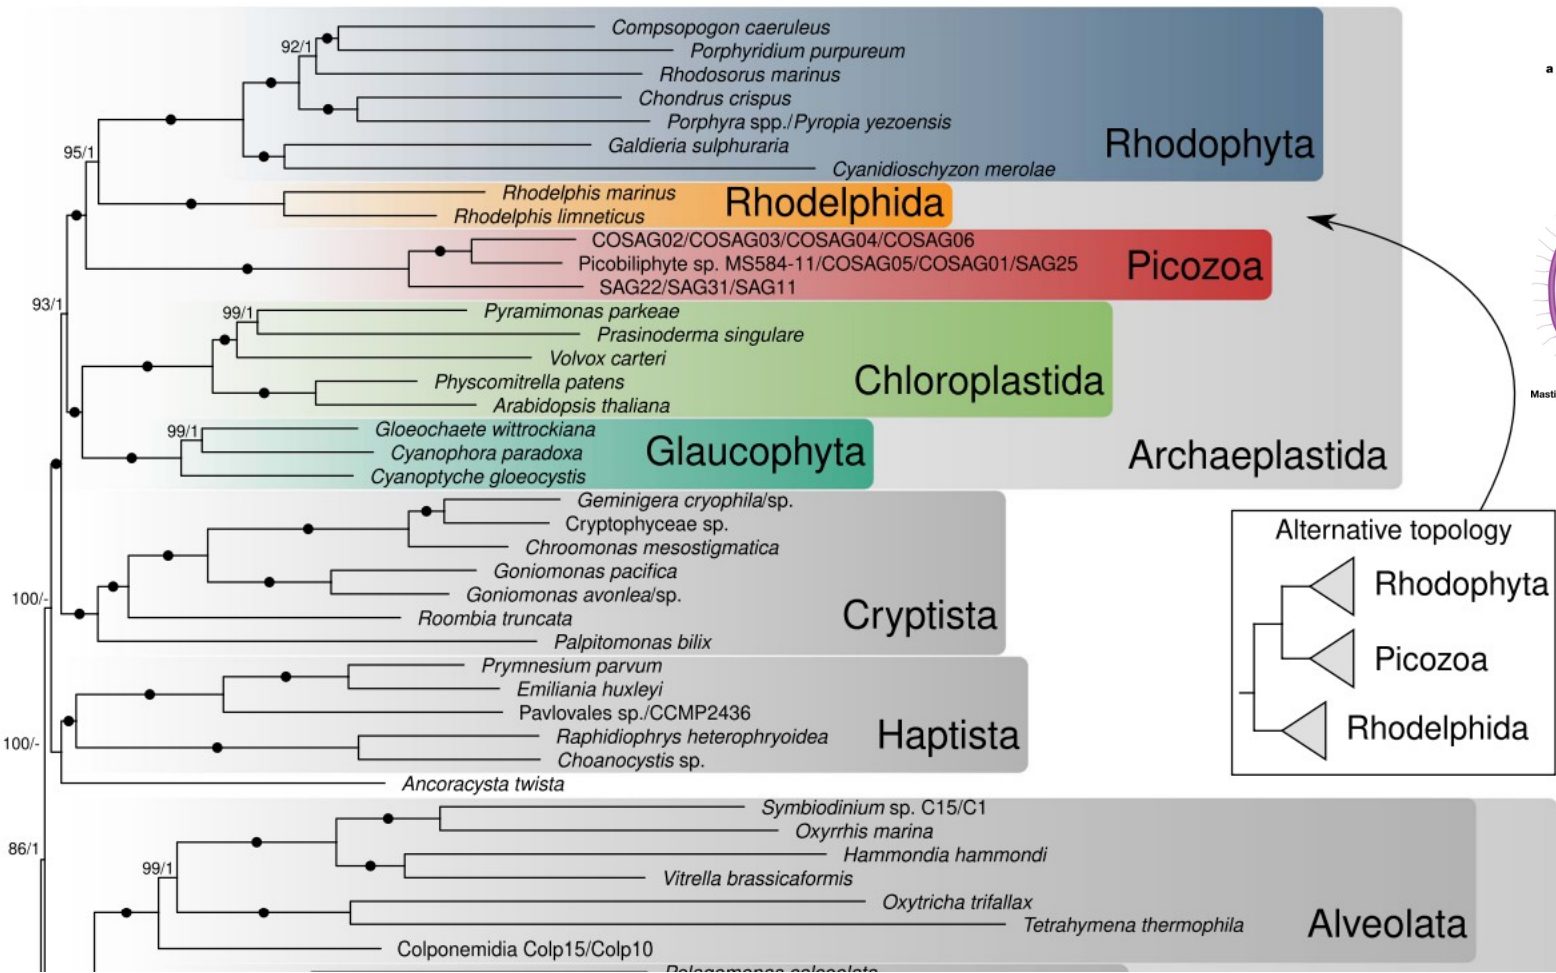 Compsopogon caeruleus
92/1
Porphyridium purpureum
a
Rhodosorus marinus
Chondrus crispus
Porphyra spp./Pyropia yezoensis
Rhodophyta
Galdieria sulphuraria
95/1
Cyanidioschyzon merolae
Rhodelphis marinus
Rhodelphida
Rhodelphis limneticus
COSAG02/COSAG03/COSAG04/COSAG06
Picobiliphyte sp. MS584-11/COSAG05/COSAG01/SAG25
Picozoa
SAG22/SAG31/SAG11
93/1
99/1
Pyramimonas parkeae
Prasinoderma singulare
Volvox carteri
Chloroplastida
Physcomitrella patens
Masti
Arabidopsis thaliana
99/1
Gloeochaete wittrockiana
Cyanophora paradoxa
Glaucophyta
Archaeplastida
Cyanoptyche gloeocystis
Geminigera cryophila/sp.
Cryptophyceae sp.
Alternative topology
Chroomonas mesostigmatica
Goniomonas pacifica
Rhodophyta
Goniomonas avonlea/sp.
100/-
Roombia truncata
Cryptista
Palpitomonas bilix
Prymnesium parvum
Picozoa
Emiliania huxleyi
Pavlovales sp./CCMP2436
Raphidiophrys heterophryoidea
Haptista
Rhodelphida
100/-
Choanocystis sp.
Ancoracysta twista
Symbiodinium sp. C15/C1
Oxyrrhis marina
86/1
Hammondia hammondi
99/1
Vitrella brassicaformis
Oxytricha trifallax
Tetrahymena thermophila
Alveolata
Colponemidia Colp15/Colp10